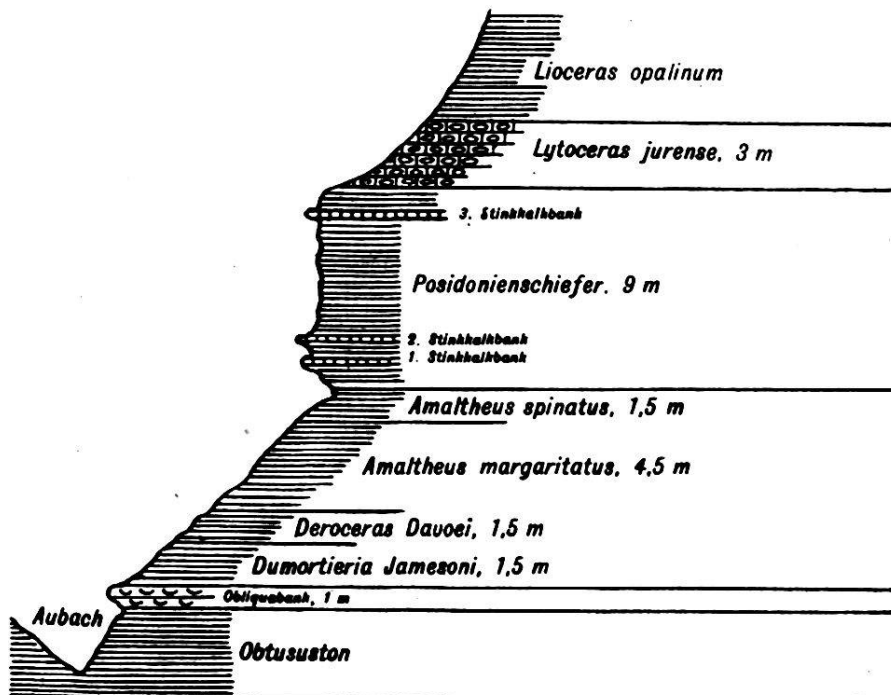 Lioceras opalinum
Lytoceras jurense, 3 m
3. Stinkkalkbank
Posidonienschiefer. 9 m
2. Stinkkalkbank
1. Stinkkalkbank
Amaltheus spinatus, 1,5 m
Amaltheus margaritatus, 4,5 m
Deroceras Davoei, 1,5 m
Dumortieria Jamesoni, 1,5 m
Obliquabank, 1 m
Aubach
Obtususton